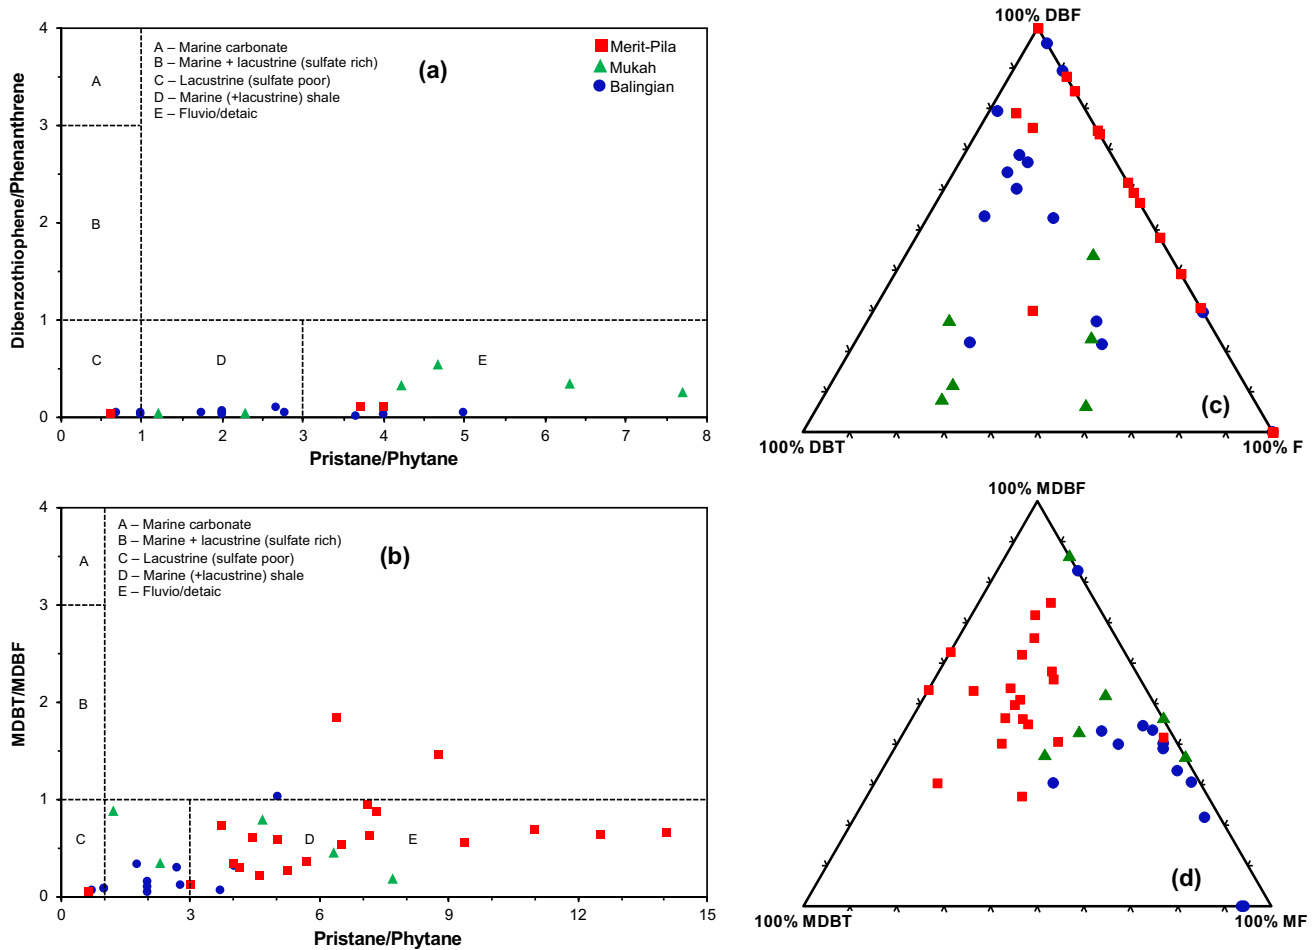 4
3
2
1
0
Dibenzothiophene/Phenanthrene
A – Marine carbonate
B – Marine + lacustrine (sulfate rich)
C – Lacustrine (sulfate poor)
D – Marine (+lacustrine) shale
E – Fluvio/detaic
(a)
Merit-Pila
Mukah
Balingian
A
B
C
D
E
0
1
2
3
4
5
6
7
8
Pristane/Phytane
100% DBF
(c)
100% DBT
100% F
4
3
2
1
0
MDBT/MDBF
A – Marine carbonate
B – Marine + lacustrine (sulfate rich)
C – Lacustrine (sulfate poor)
D – Marine (+lacustrine) shale
E – Fluvio/detaic
(b)
A
B
C
D
E
0
3
6
9
12
15
Pristane/Phytane
100% MDBF
(d)
100% MDBT
100% MF